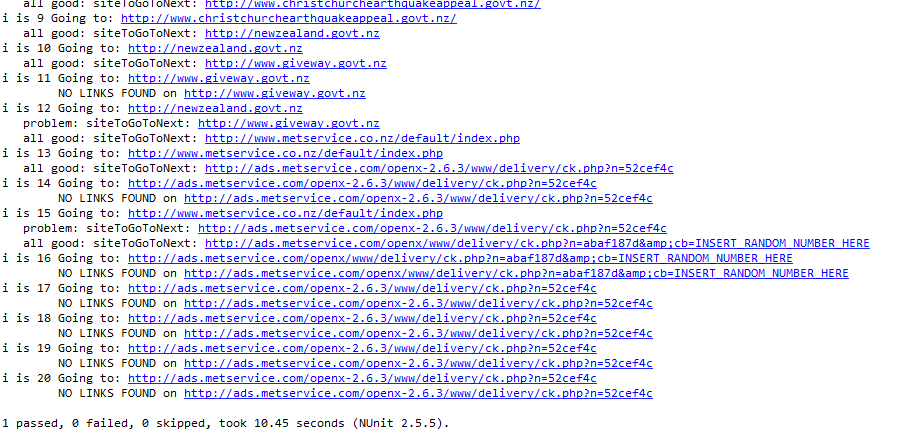 all good: siteToGoToNext: http://www.christchurchearthquakeappeal.govt.nz/
i is 9 Going to: http://www.christchurchearthquakeappeal.govt.nz/
all good: siteToGoToNext: http://newzealand.govt.nz
i is 10 Going to: http://newzealand.govt.nz
all good: siteToGoToNext: http://www.giveway.govt.nz
i is 11 Going to: http://www.giveway.govt.nz
NO LINKS FOUND on http://www.giveway.govt.nz
i is 12 Going to: http://newzealand.govt.nz
problem: siteToGoToNext: http://www.giveway.govt.nz
all good: siteToGoToNext: http://www.metservice.co.nz/default/index.php
i is 13 Going to: http://www.metservice.co.nz/default/index.php
all good: siteToGoToNext: http://ads.metservice.com/openx-2.6.3/www/delivery/ck.php?n=52cef4c
i is 14 Going to: http://ads.metservice.com/openx-2.6.3/www/delivery/ck.php?n=52cef4c
NO LINKS FOUND on http://ads.metservice.com/openx-2.6.3/www/delivery/ck.php?n=52cef4c
i is 15 Going to: http://www.metservice.co.nz/default/index.php
problem: siteToGoToNext: http://ads.metservice.com/openx-2.6.3/www/delivery/ck.php?n=52cef4c
all good: siteToGoToNext: http://ads.metservice.com/openx/www/delivery/ck.php?n=abaf187d&amp;cb=INSERT_RANDOM_NUMBER_HERE
i is 16 Going to: http://ads.metservice.com/openx/www/delivery/ck.php?n=abaf187d&amp;cb=INSERT_RANDOM_NUMBER_HERE
NO LINKS FOUND on http://ads.metservice.com/openx/www/delivery/ck.php?n=abaf187d&amp;cb=INSERT_RANDOM_NUMBER_HERE
i is 17 Going to: http://ads.metservice.com/openx-2.6.3/www/delivery/ck.php?n=52cef4c
NO LINKS FOUND on http://ads.metservice.com/openx-2.6.3/www/delivery/ck.php?n=52cef4c
i is 18 Going to: http://ads.metservice.com/openx-2.6.3/www/delivery/ck.php?n=52cef4c
NO LINKS FOUND on http://ads.metservice.com/openx-2.6.3/www/delivery/ck.php?n=52cef4c
i is 19 Going to: http://ads.metservice.com/openx-2.6.3/www/delivery/ck.php?n=52cef4c
NO LINKS FOUND on http://ads.metservice.com/openx-2.6.3/www/delivery/ck.php?n=52cef4c
i is 20 Going to: http://ads.metservice.com/openx-2.6.3/www/delivery/ck.php?n=52cef4c
NO LINKS FOUND on http://ads.metservice.com/openx-2.6.3/www/delivery/ck.php?n=52cef4c
1 passed, 0 failed, 0 skipped, took 10.45 seconds (NUnit 2.5.5).